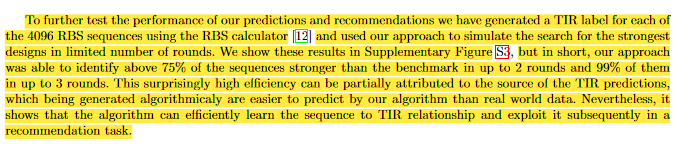 To further test the performance of our predictions and recommendations we have generated a TIR label for each of
the 4096 RBS sequences using the RBS calculator [12] and used our approach to simulate the search for the strongest
designs in limited number of rounds. We show these results in Supplementary Figure S3, but in short, our approach
was able to identify above 75% of the sequences stronger than the benchmark in up to 2 rounds and 99% of them
in up to 3 rounds. This surprisingly high efficiency can be partially attributed to the source of the TIR predictions,
which being generated algorithmicaly are easier to predict by our algorithm than real world data. Nevertheless, it
shows that the algorithm can efficiently learn the sequence to TIR relationship and exploit it subsequently in a
recommendation task.